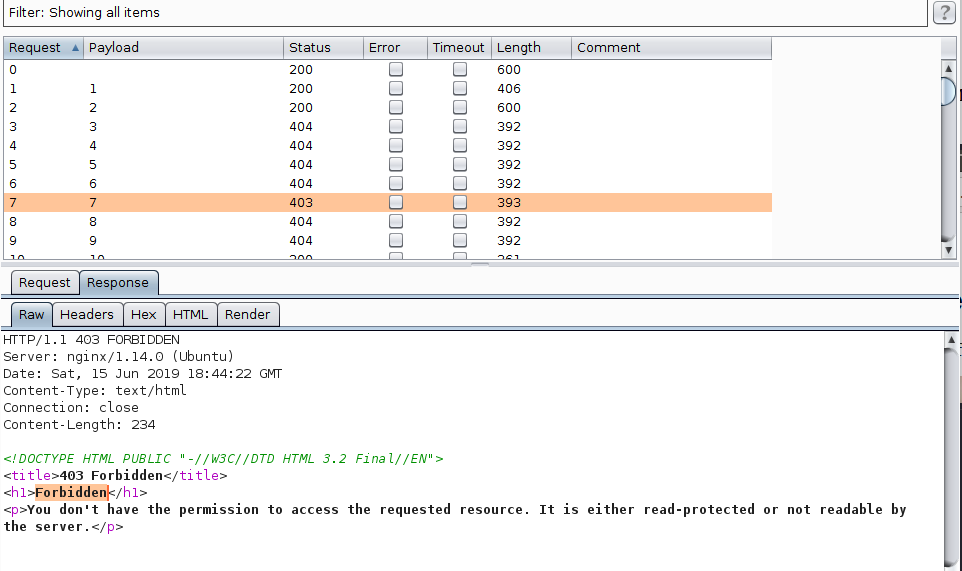 Filter: Showing all items
?
Request Payload Status Error Timeout Length Comment
0 200 600
1 1 200 406
2 2 200 600
3 3 404 392
4 4 404 392
5 5 404 392
6 6 404 392
7 7 403 393
8 8 404 392
9 9 404 392
10 10 200 261
Request Response
Raw Headers Hex HTML Render
HTTP/1.1 403 FORBIDDEN
Server: nginx/1.14.0 (Ubuntu)
Date: Sat, 15 Jun 2019 18:44:22 GMT
Content-Type: text/html
Connection: close
Content-Length: 234
<!DOCTYPE HTML PUBLIC "-//W3C//DTD HTML 3.2 Final//EN">
<title>403 Forbidden</title>
<h1>Forbidden</h1>
<p>You don't have the permission to access the requested resource. It is either read-protected or not readable by
the server.</p>